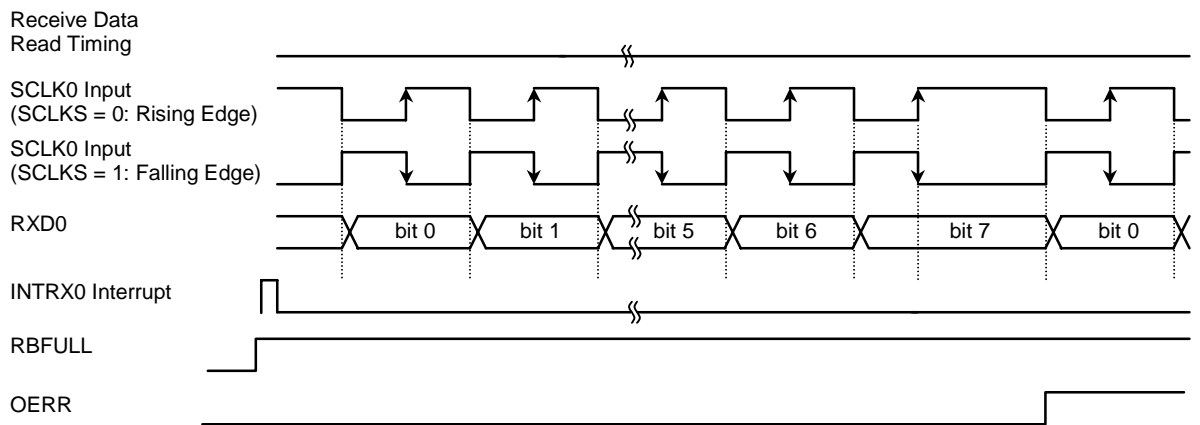 Receive Data
Read Timing
SCLK0 Input
(SCLKS = 0: Rising Edge)
SCLK0 Input
(SCLKS = 1: Falling Edge)
RXD0
bit 0 bit 1 bit 5 bit 6 bit 7 bit 0
INTRX0 Interrupt
RBFULL
OERR